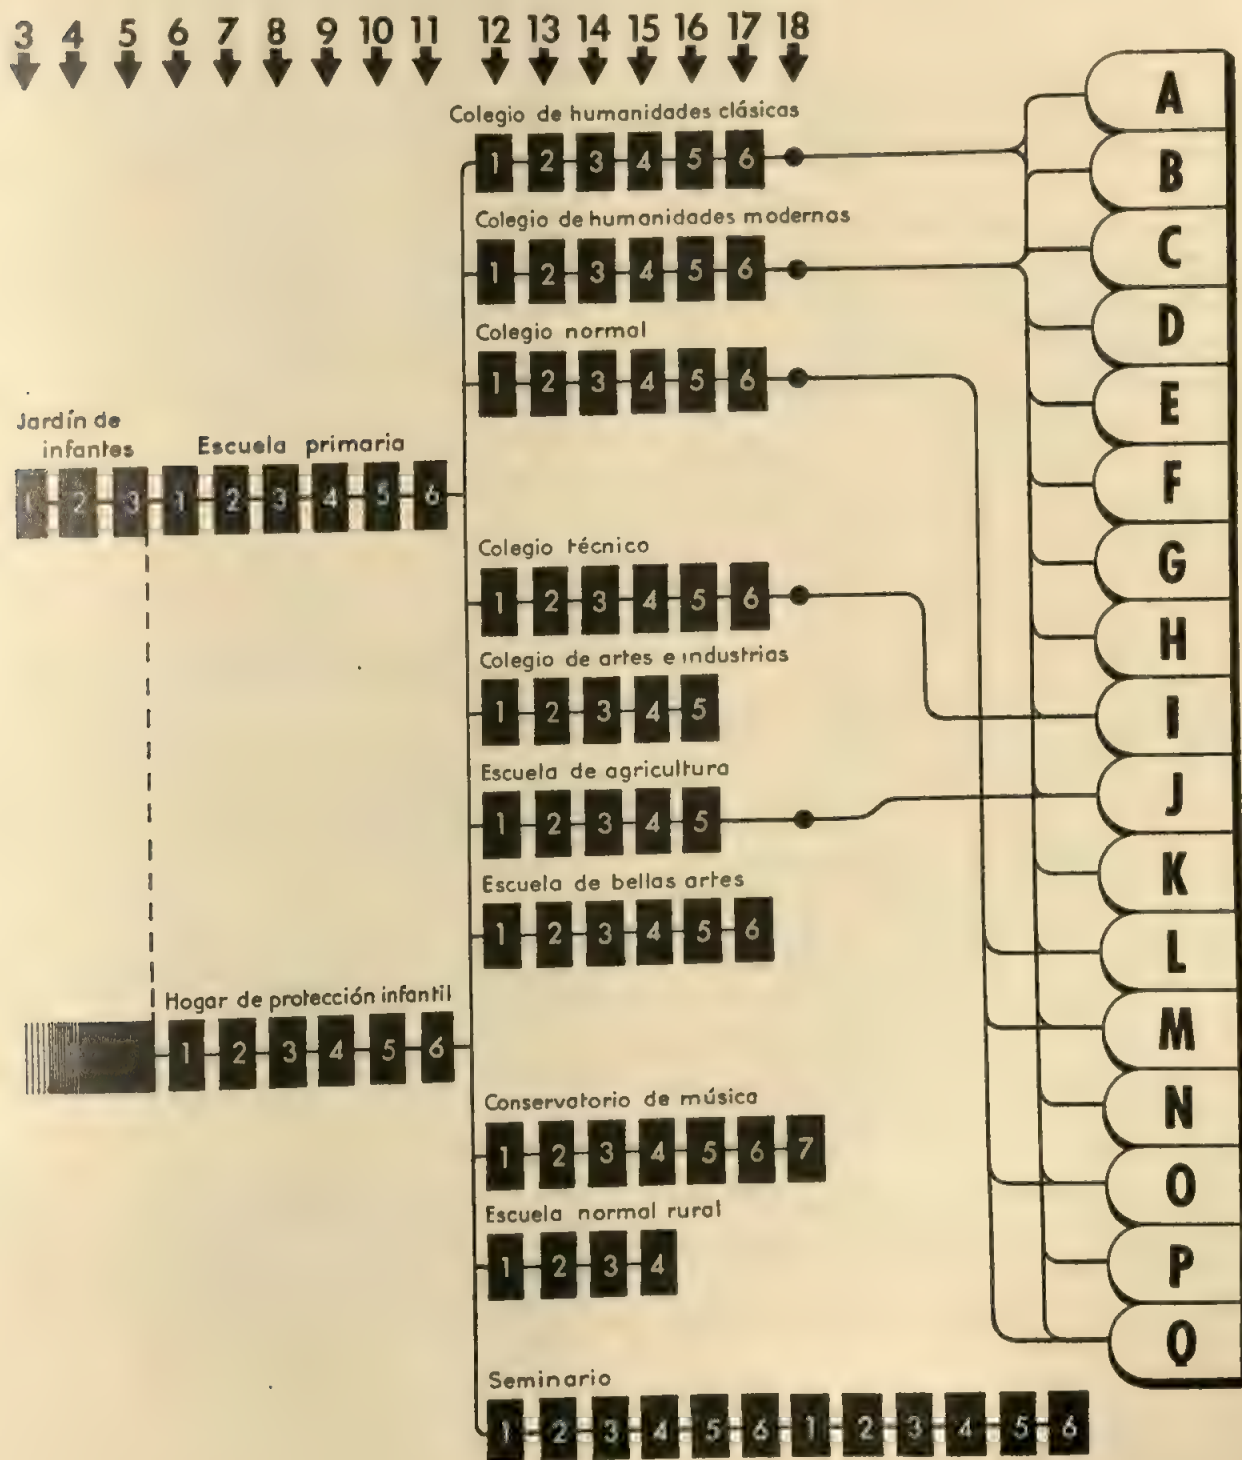 3 4 5 6 7 8 9 10 11 12 13 14 15 16 17 18
Colegio de humanidades clásicas
1 2 3 4 5 6
Colegio de humanidades modernas
1 2 3 4 5 6
Colegio normal
1 2 3 4 5 6
Jardín de
infantes
Escuela primaria
1 2 3 1 2 3 4 5 6
Colegio técnico
1 2 3 4 5 6
Colegio de artes e industrias
1 2 3 4 5
Escuela de agricultura
1 2 3 4 5
Escuela de bellas artes
1 2 3 4 5 6
Hogar de protección infantil
1 2 3 4 5 6
Conservatorio de música
1 2 3 4 5 6 7
Escuela normal rural
1 2 3 4
Seminario
1 2 3 4 5 6 1 2 3 4 5 6
A
B
C
D
E
F
G
H
I
J
K
L
M
N
O
P
Q